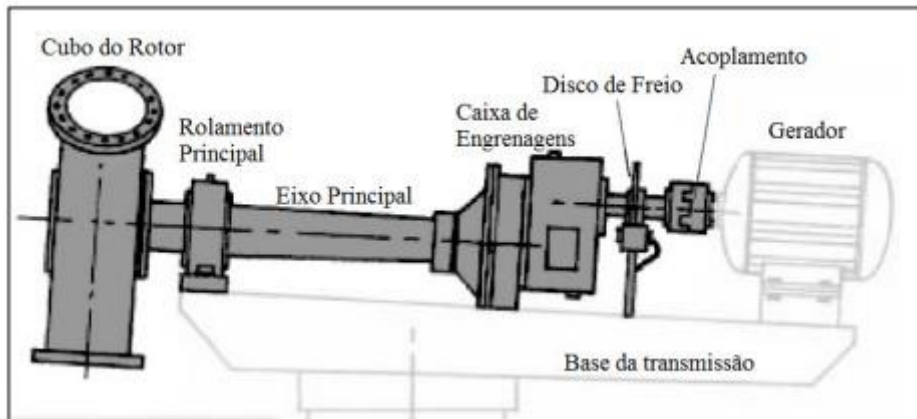 Cubo do Rotor
Rolamento
Principal
Eixo Principal
Caixa de
Engrenagens
Disco de Freio
Acoplamento
Gerador
Base da transmissão